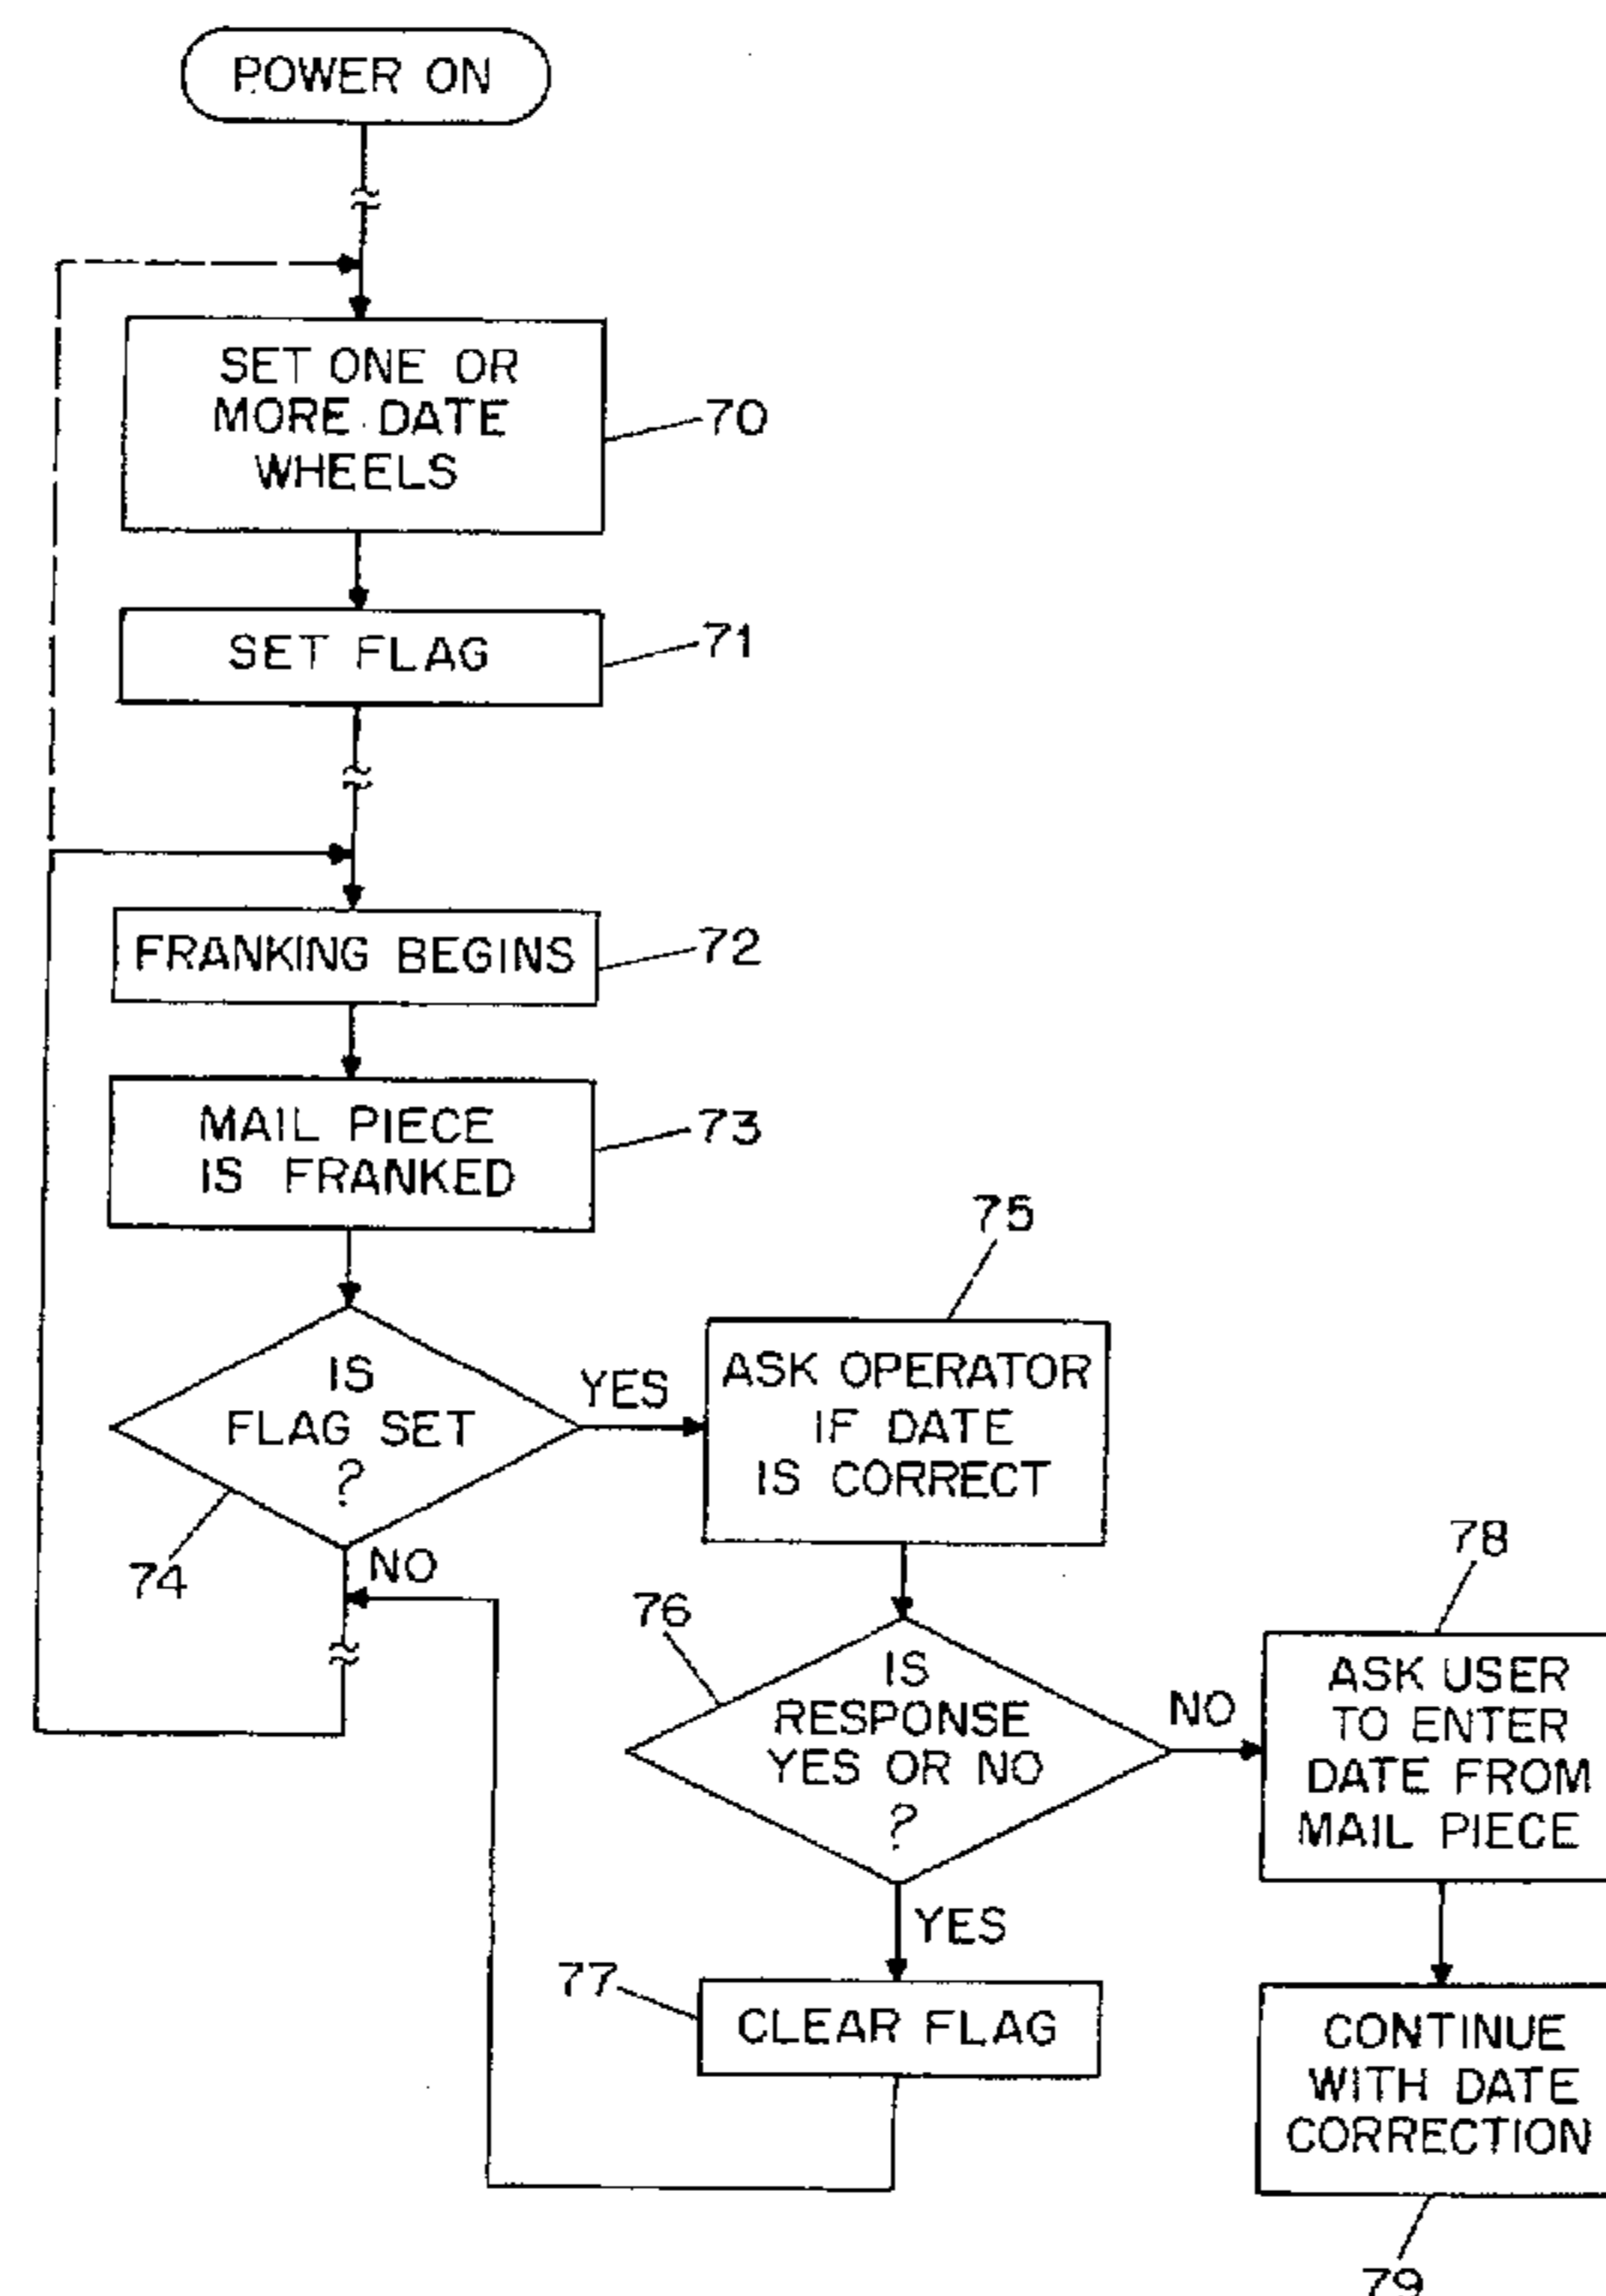 POWER ON
SET ONE OR
MORE DATE
WHEELS
70
SET FLAG
71
FRANKING BEGINS
72
MAIL PIECE
IS FRANKED
73
IS
FLAG SET
?
74
YES
NO
75
ASK OPERATOR
IF DATE
IS CORRECT
76
IS
RESPONSE
YES OR NO
?
NO
YES
77
CLEAR FLAG
78
ASK USER
TO ENTER
DATE FROM
MAIL PIECE
CONTINUE
WITH DATE
CORRECTION
79